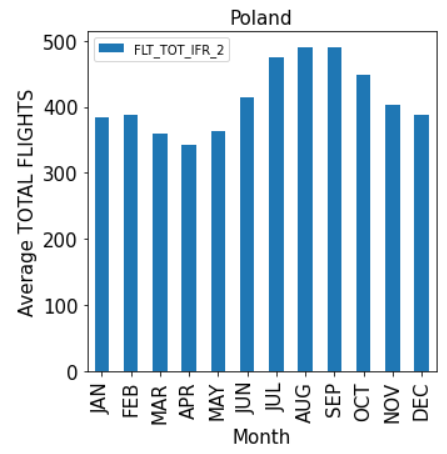 Poland
FLT_TOT_IFR_2
Average TOTAL FLIGHTS
500
400
300
200
100
0
JAN
FEB
MAR
APR
MAY
JUN
JUL
AUG
SEP
OCT
NOV
DEC
Month